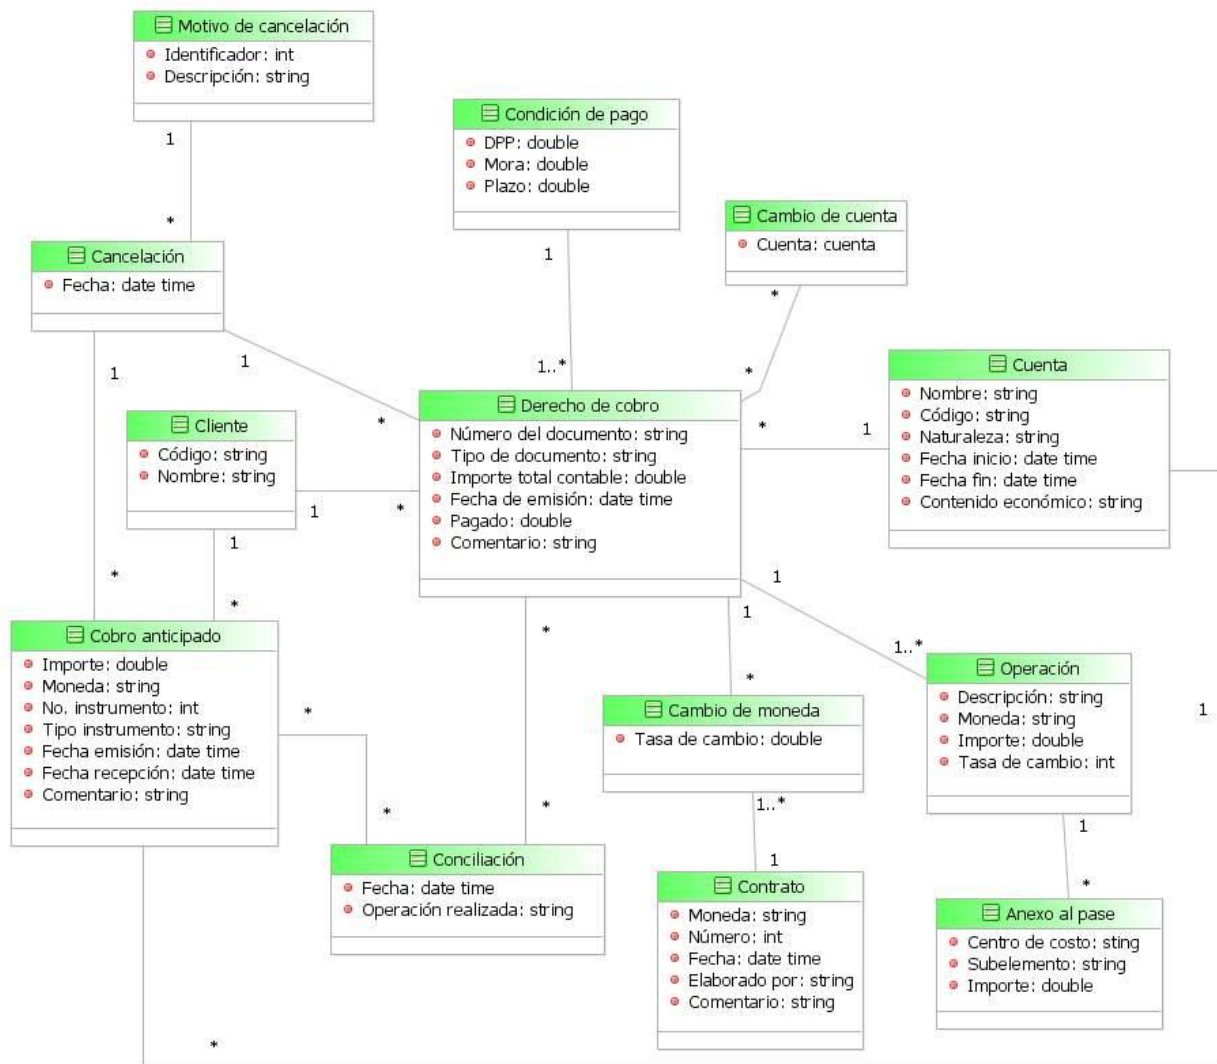 Motivo de cancelación
Identificador: int
Descripción: string
1
*
Condición de pago
DPP: double
Mora: double
Plazo: double
1
1..*
Cambio de cuenta
Cuenta: cuenta
*
*
Cancelación
Fecha: date time
1
1
*
*
Cliente
Código: string
Nombre: string
1
*
1
*
Derecho de cobro
Número del documento: string
Tipo de documento: string
Importe total contable: double
Fecha de emisión: date time
Pagado: double
Comentario: string
*
1
Cuenta
Nombre: string
Código: string
Naturaleza: string
Fecha inicio: date time
Fecha fin: date time
Contenido económico: string
1
1..*
1
*
*
*
Cobro anticipado
Importe: double
Moneda: string
No. instrumento: int
Tipo instrumento: string
Fecha emisión: date time
Fecha recepción: date time
Comentario: string
*
*
Cambio de moneda
Tasa de cambio: double
1..*
1
Operación
Descripción: string
Moneda: string
Importe: double
Tasa de cambio: int
1
1
*
Conciliación
Fecha: date time
Operación realizada: string
Contrato
Moneda: string
Número: int
Fecha: date time
Elaborado por: string
Comentario: string
Anexo al pase
Centro de costo: sting
Subelemento: string
Importe: double
*